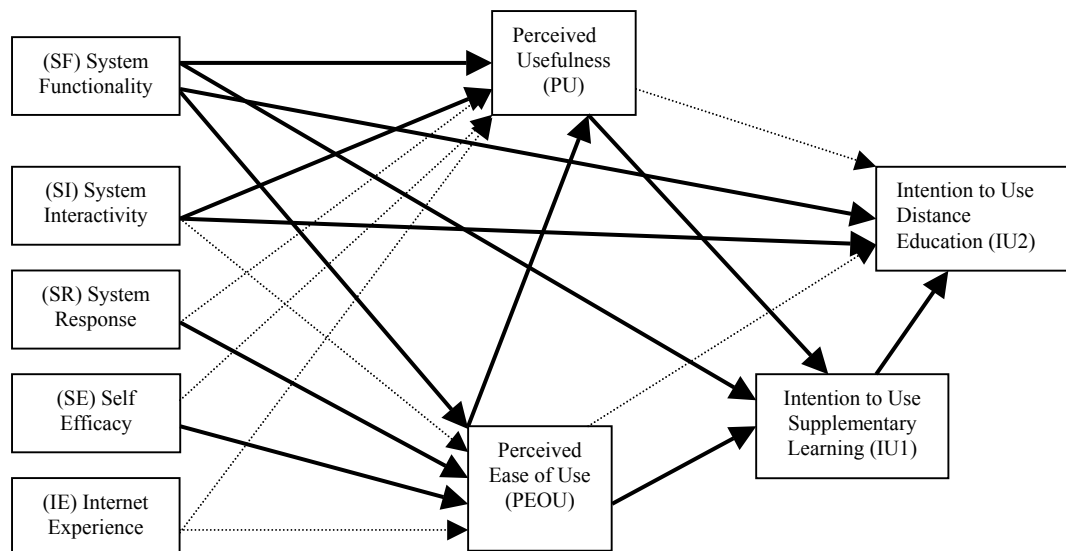 (SF) System
Functionality
(SI) System
Interactivity
(SR) System
Response
(SE) Self
Efficacy
(IE) Internet
Experience
Perceived
Usefulness
(PU)
Perceived
Ease of Use
(PEOU)
Intention to Use
Supplementary
Learning (IU1)
Intention to Use
Distance
Education (IU2)